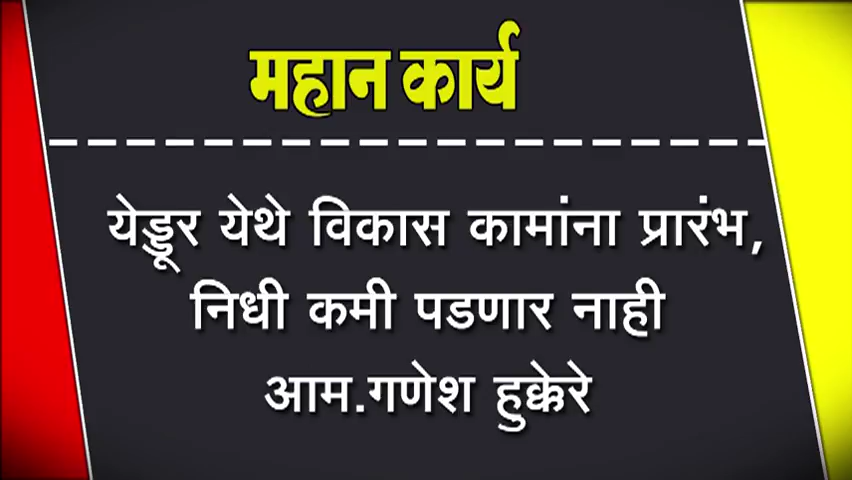 महान कार्य
येड्डूर येथे विकास कामांना प्रारंभ,
निधी कमी पडणार नाही
आम.गणेश हुक्केरे